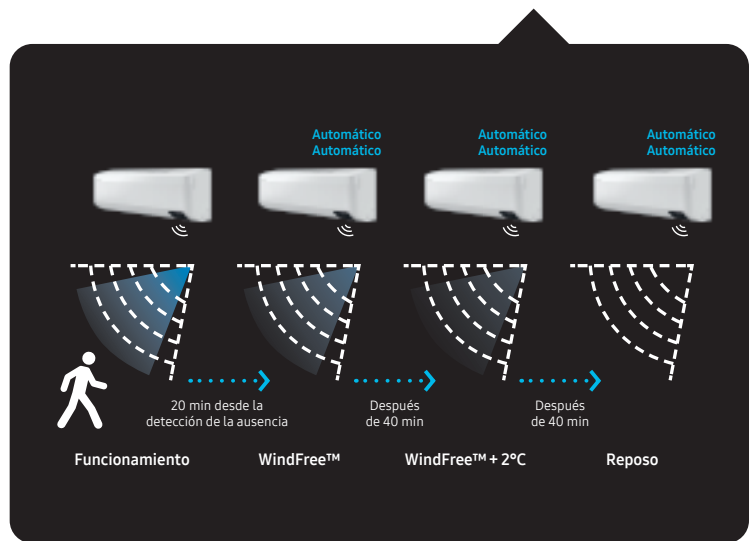 Automático
Automático
Automático
Automático
Automático
Automático
20 min desde la
detección de la ausencia
Después
de 40 min
Después
de 40 min
Funcionamiento
WindFree™
WindFree™ + 2°C
Reposo